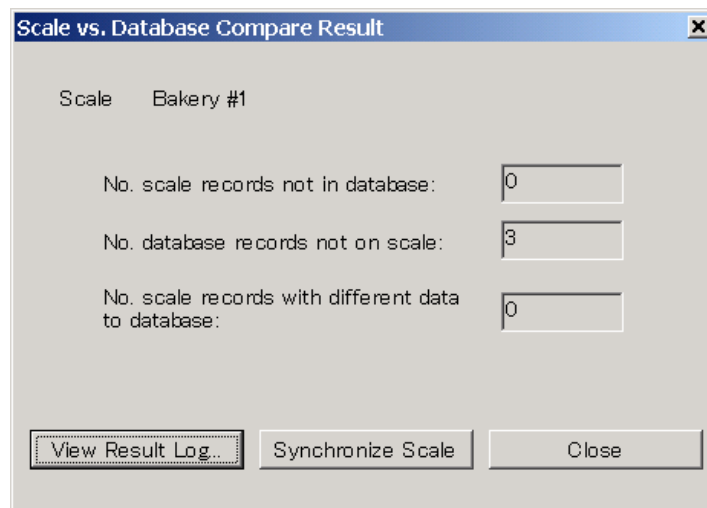 Scale vs. Database Compare Result
Scale Bakery #1
No. scale records not in database: 0
No. database records not on scale: 3
No. scale records with different data
to database: 0
View Result Log... Synchronize Scale Close